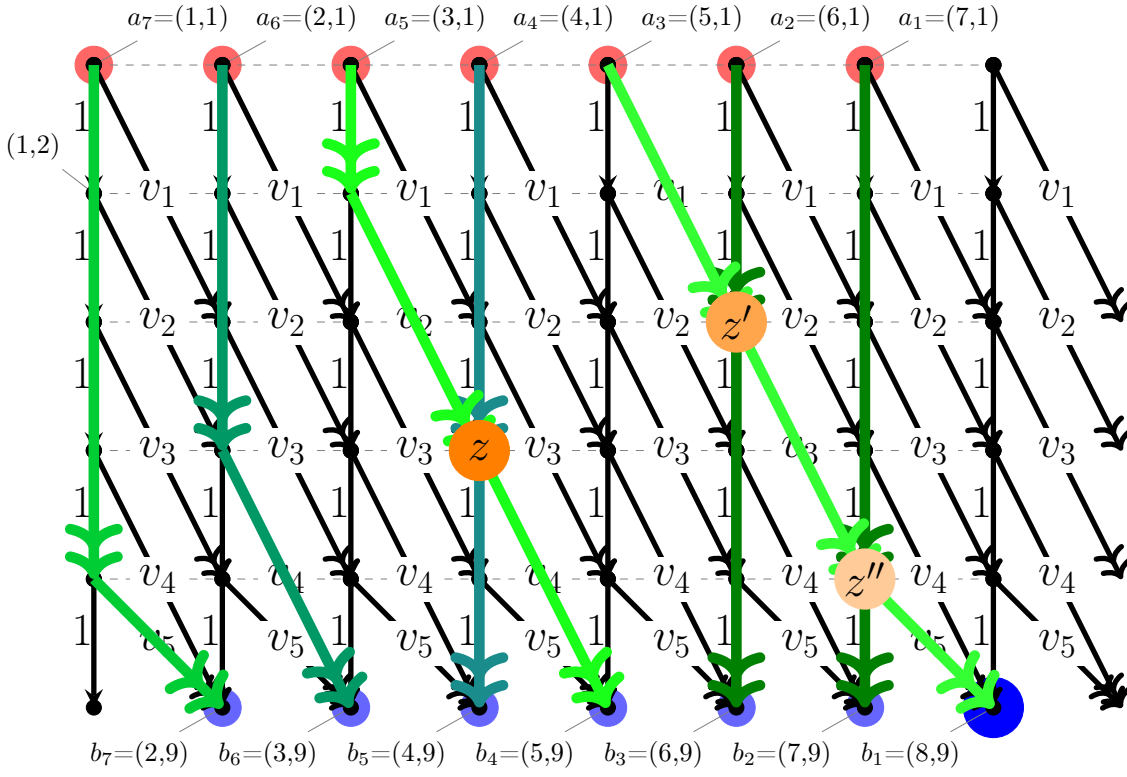 a₇=(1,1) a₆=(2,1) a₅=(3,1) a₄=(4,1) a₃=(5,1) a₂=(6,1) a₁=(7,1)
1 1 1 1 1 1 1 1
(1,2)
v₁ v₁ v₁ v₁ v₁ v₁ v₁ v₁
1 1 1 1 1 1 1 1
v₂ v₂ v₂ v₂ v₂ z′ v₂ v₂ v₂
1 1 1 1 1 1 1 1
v₃ v₃ v₃ z v₃ v₃ v₃ v₃ v₃
1 1 1 1 1 1 1 1
v₄ v₄ v₄ v₄ v₄ v₄ z″ v₄ v₄
1 v₅ 1 v₅ 1 v₅ 1 v₅ 1 v₅ 1 v₅ 1 v₅ 1 v₅
b₇=(2,9) b₆=(3,9) b₅=(4,9) b₄=(5,9) b₃=(6,9) b₂=(7,9) b₁=(8,9)